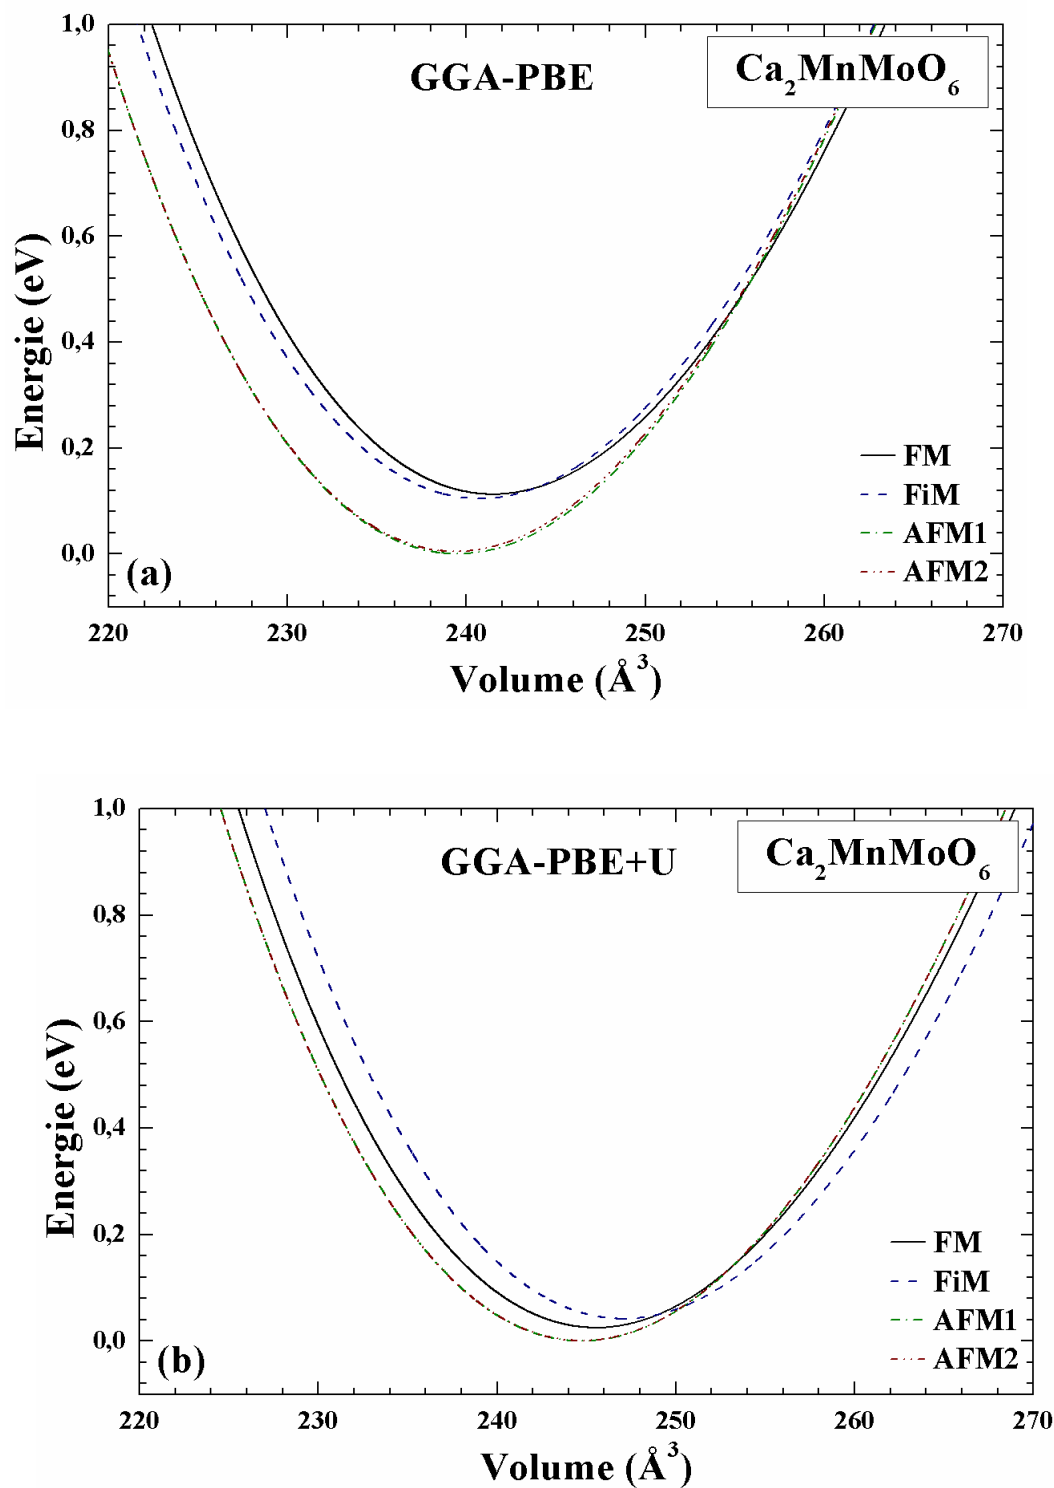 1,0
GGA-PBE
Ca₂MnMoO₆
0,8
0,6
Energie (eV)
0,4
FM
0,2
FiM
AFM1
0,0
AFM2
(a)
220 230 240 250 260 270
Volume (Å³)
1,0
GGA-PBE+U
Ca₂MnMoO₆
0,8
0,6
Energie (eV)
0,4
0,2
FM
FiM
AFM1
0,0
AFM2
(b)
220 230 240 250 260 270
Volume (Å³)